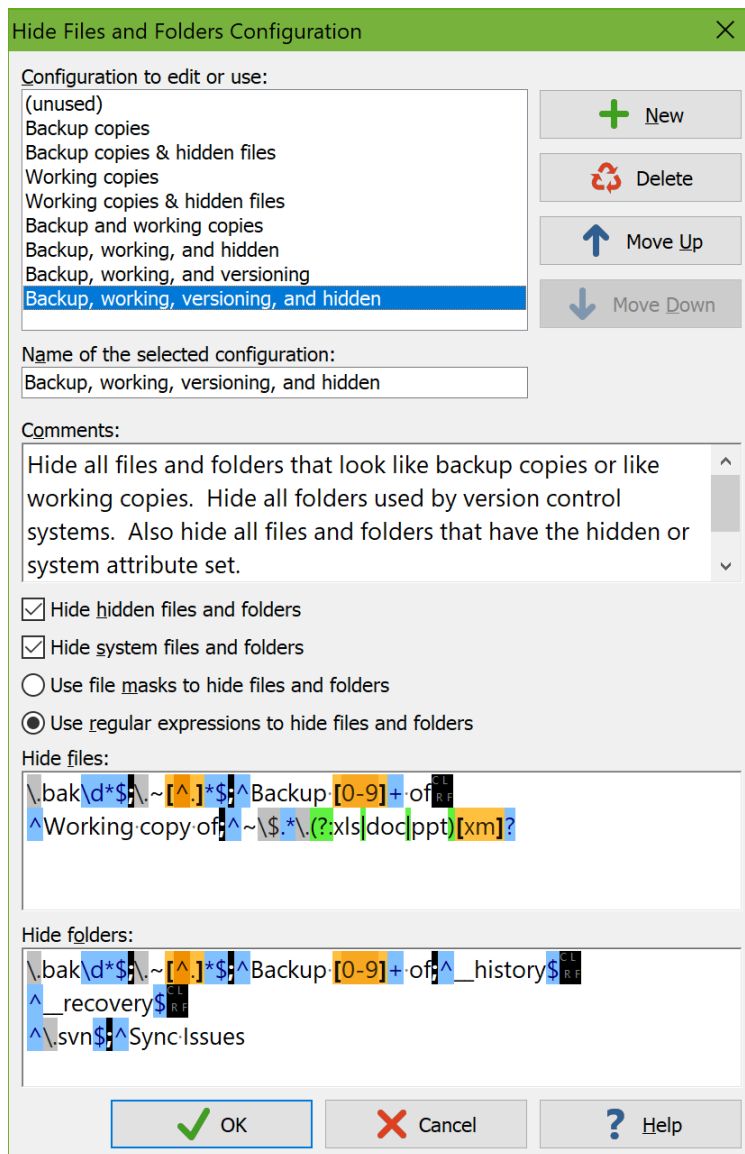 Hide Files and Folders Configuration
Configuration to edit or use:
(unused)
Backup copies
Backup copies & hidden files
Working copies
Working copies & hidden files
Backup and working copies
Backup, working, and hidden
Backup, working, and versioning
Backup, working, versioning, and hidden
New
Delete
Move Up
Move Down
Name of the selected configuration:
Backup, working, versioning, and hidden
Comments:
Hide all files and folders that look like backup copies or like
working copies.  Hide all folders used by version control
systems.  Also hide all files and folders that have the hidden or
system attribute set.
Hide hidden files and folders
Hide system files and folders
Use file masks to hide files and folders
Use regular expressions to hide files and folders
Hide files:
\.bak\d*$;\.~[^.]*$;^Backup·[0-9]+·of CLRF
^Working·copy·of;^~\$.*\.(?:xls|doc|ppt)[xm]?
Hide folders:
\.bak\d*$;\.~[^.]*$;^Backup·[0-9]+·of;^__history$ CLRF
^__recovery$ CLRF
^\.svn$;^Sync·Issues
OK
Cancel
Help